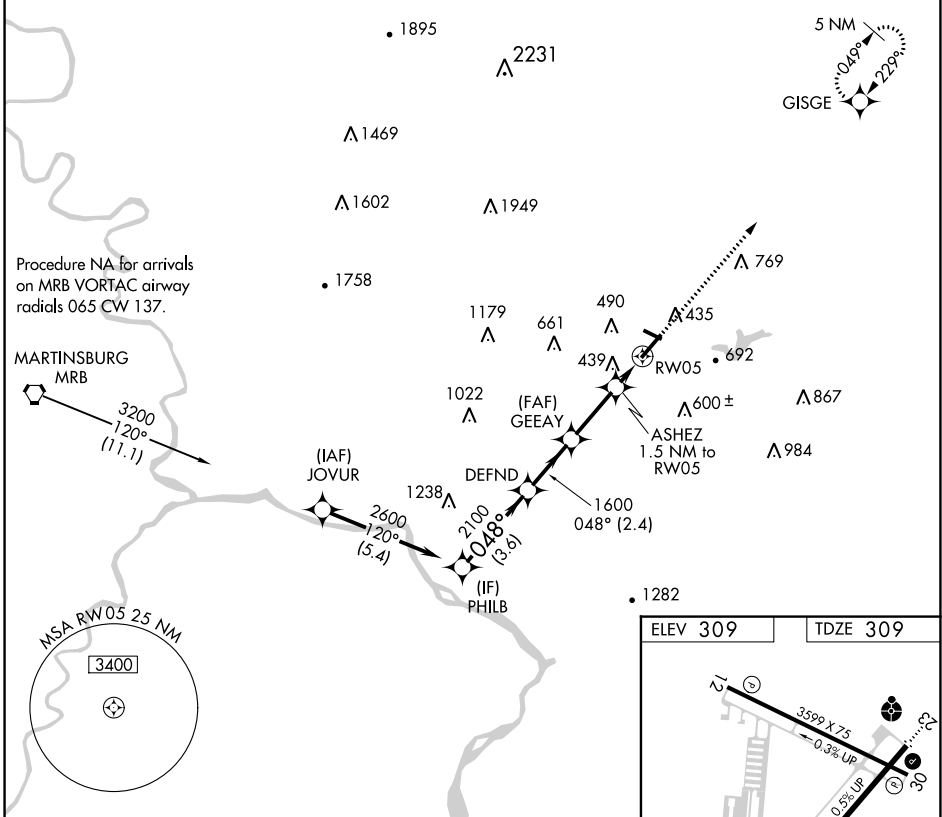 1895
2231
5 NM
049°
229°
GISGE
1469
1602
1949
Procedure NA for arrivals
on MRB VORTAC airway
radials 065 CW 137.
1758
769
1179
661
490
435
439
RW05
692
MARTINSBURG
MRB
3200
120°
(11.1)
1022
(FAF)
GEEAY
600 ±
867
ASHEZ
1.5 NM to
RW05
984
(IAF)
JOVUR
1238
DEFND
2600
120°
(5.4)
2100
048°
(3.6)
1600
048° (2.4)
(IF)
PHILB
1282
MSA RW 05 25 NM
3400
ELEV 309
TDZE 309
12
P
3599 X 75
0.3% UP
23
P
30
P
0.5% UP